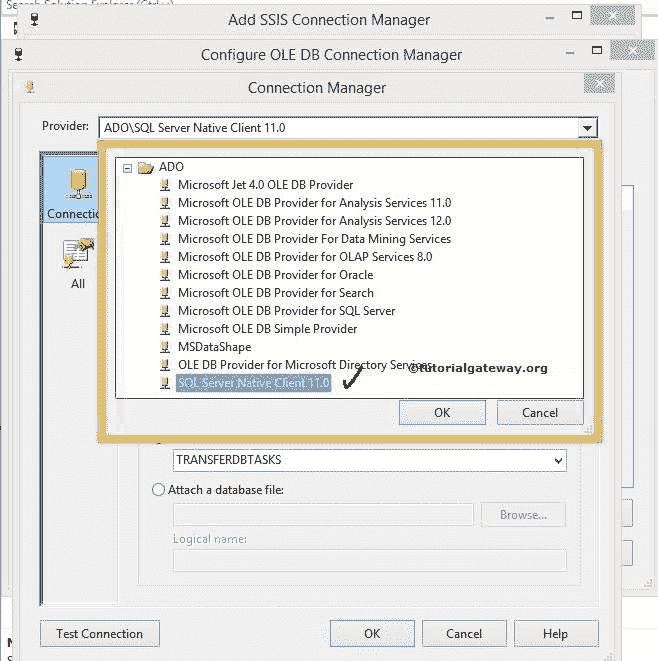 Add SSIS Connection Manager
Configure OLE DB Connection Manager
Connection Manager
Provider: ADO\SQL Server Native Client 11.0
ADO
Microsoft Jet 4.0 OLE DB Provider
Microsoft OLE DB Provider for Analysis Services 11.0
Microsoft OLE DB Provider for Analysis Services 12.0
Microsoft OLE DB Provider For Data Mining Services
Microsoft OLE DB Provider for OLAP Services 8.0
Microsoft OLE DB Provider for Oracle
Microsoft OLE DB Provider for Search
Microsoft OLE DB Provider for SQL Server
Microsoft OLE DB Simple Provider
MSDataShape
OLE DB Provider for Microsoft Directory Services
©tutorialgateway.org
SQL Server Native Client 11.0
OK Cancel
Connectio
All
TRANSFERDBTASKS
Attach a database file:
Browse...
Logical name:
Test Connection OK Cancel Help